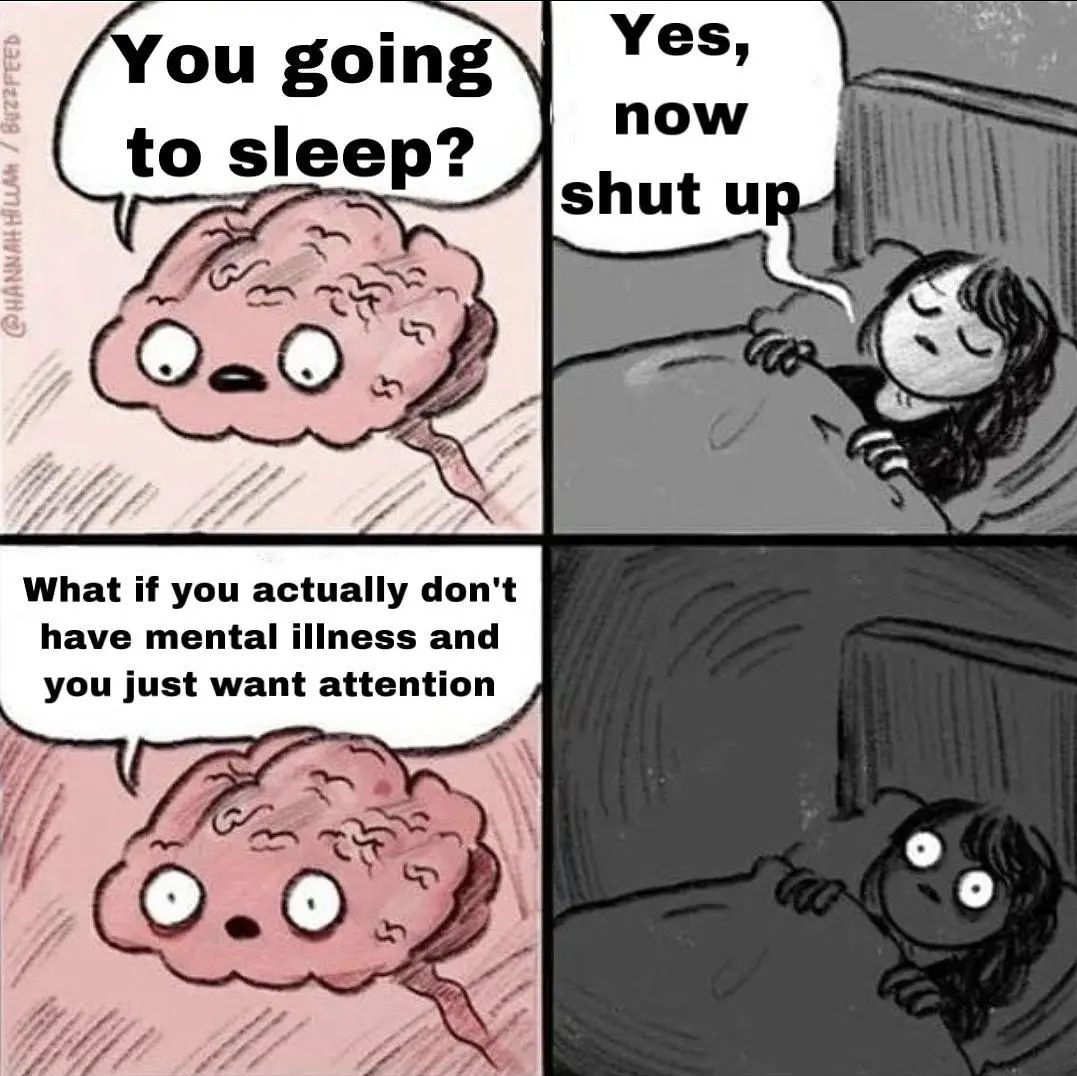 @HANNAH HILLAM / BUZZFEED
You going
to sleep?
Yes,
now
shut up
What if you actually don't
have mental illness and
you just want attention